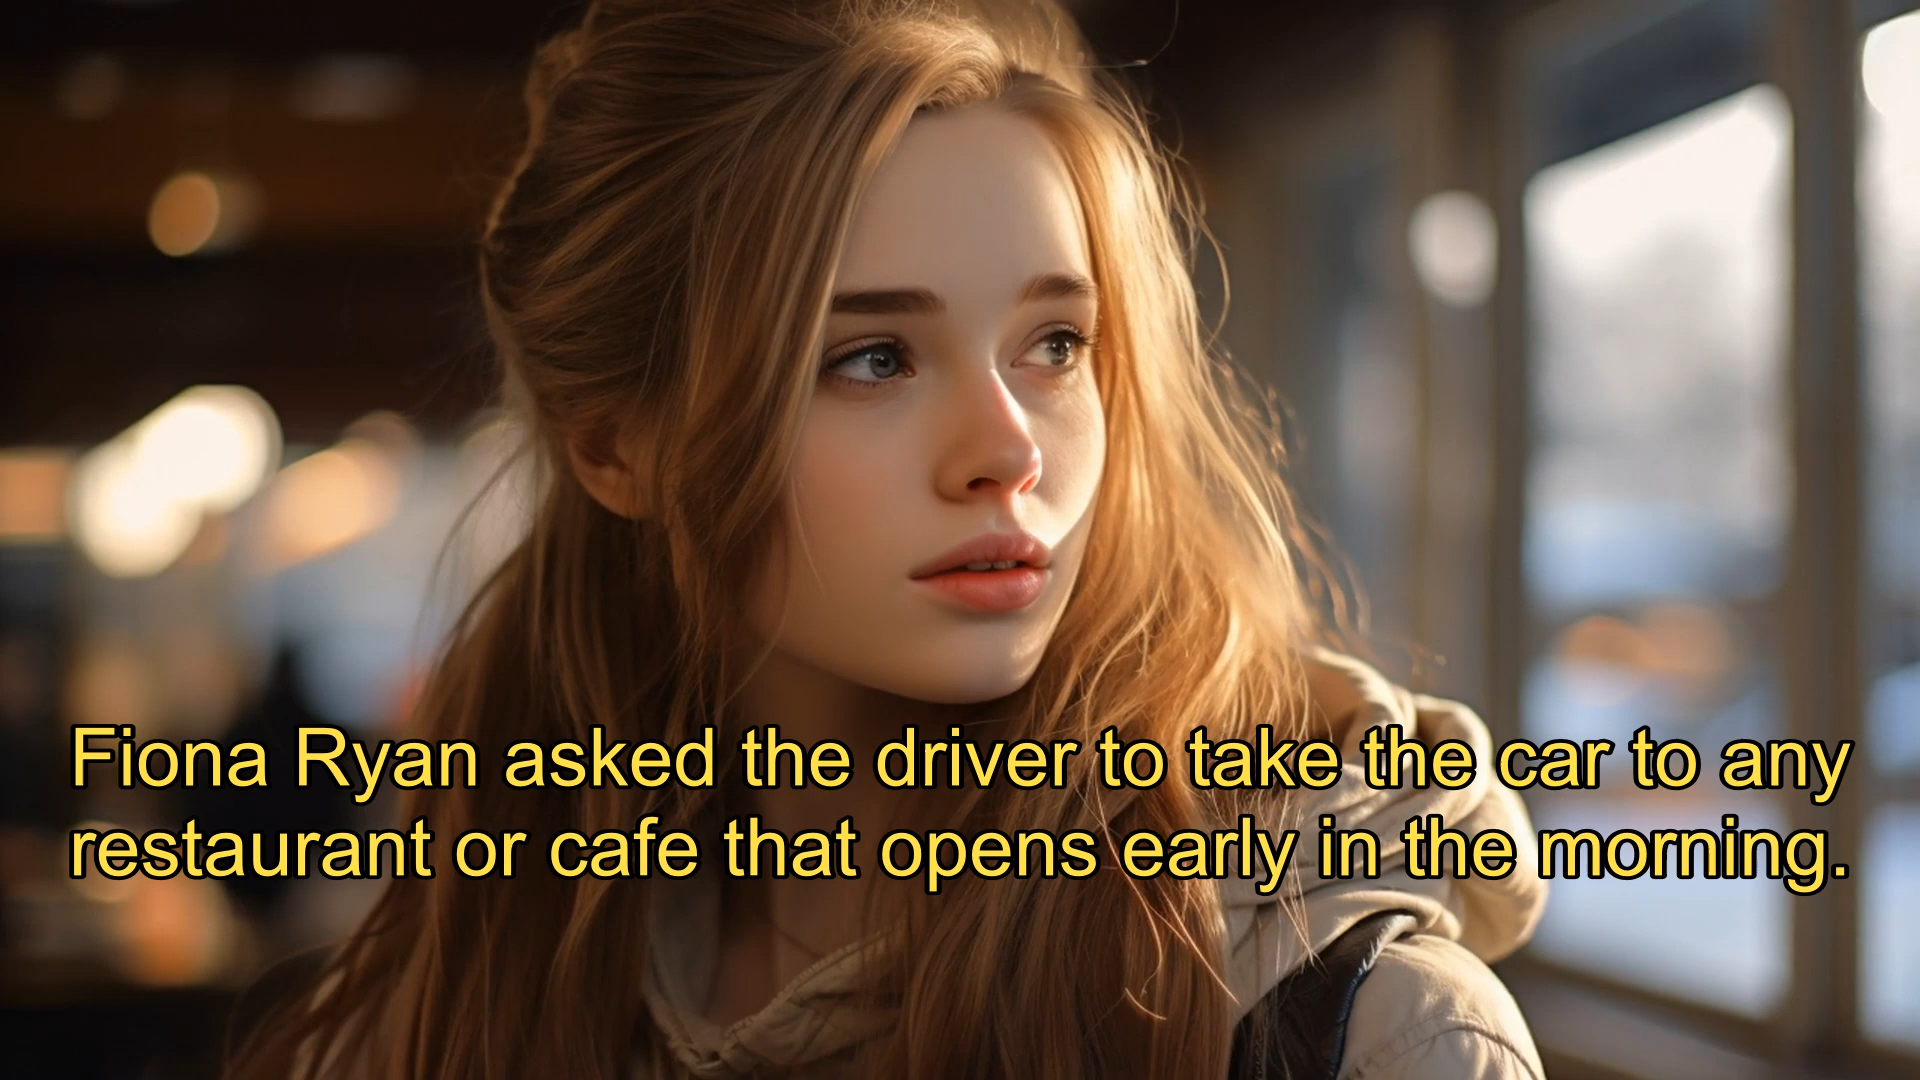 Fiona Ryan asked the driver to take the car to any
restaurant or cafe that opens early in the morning.